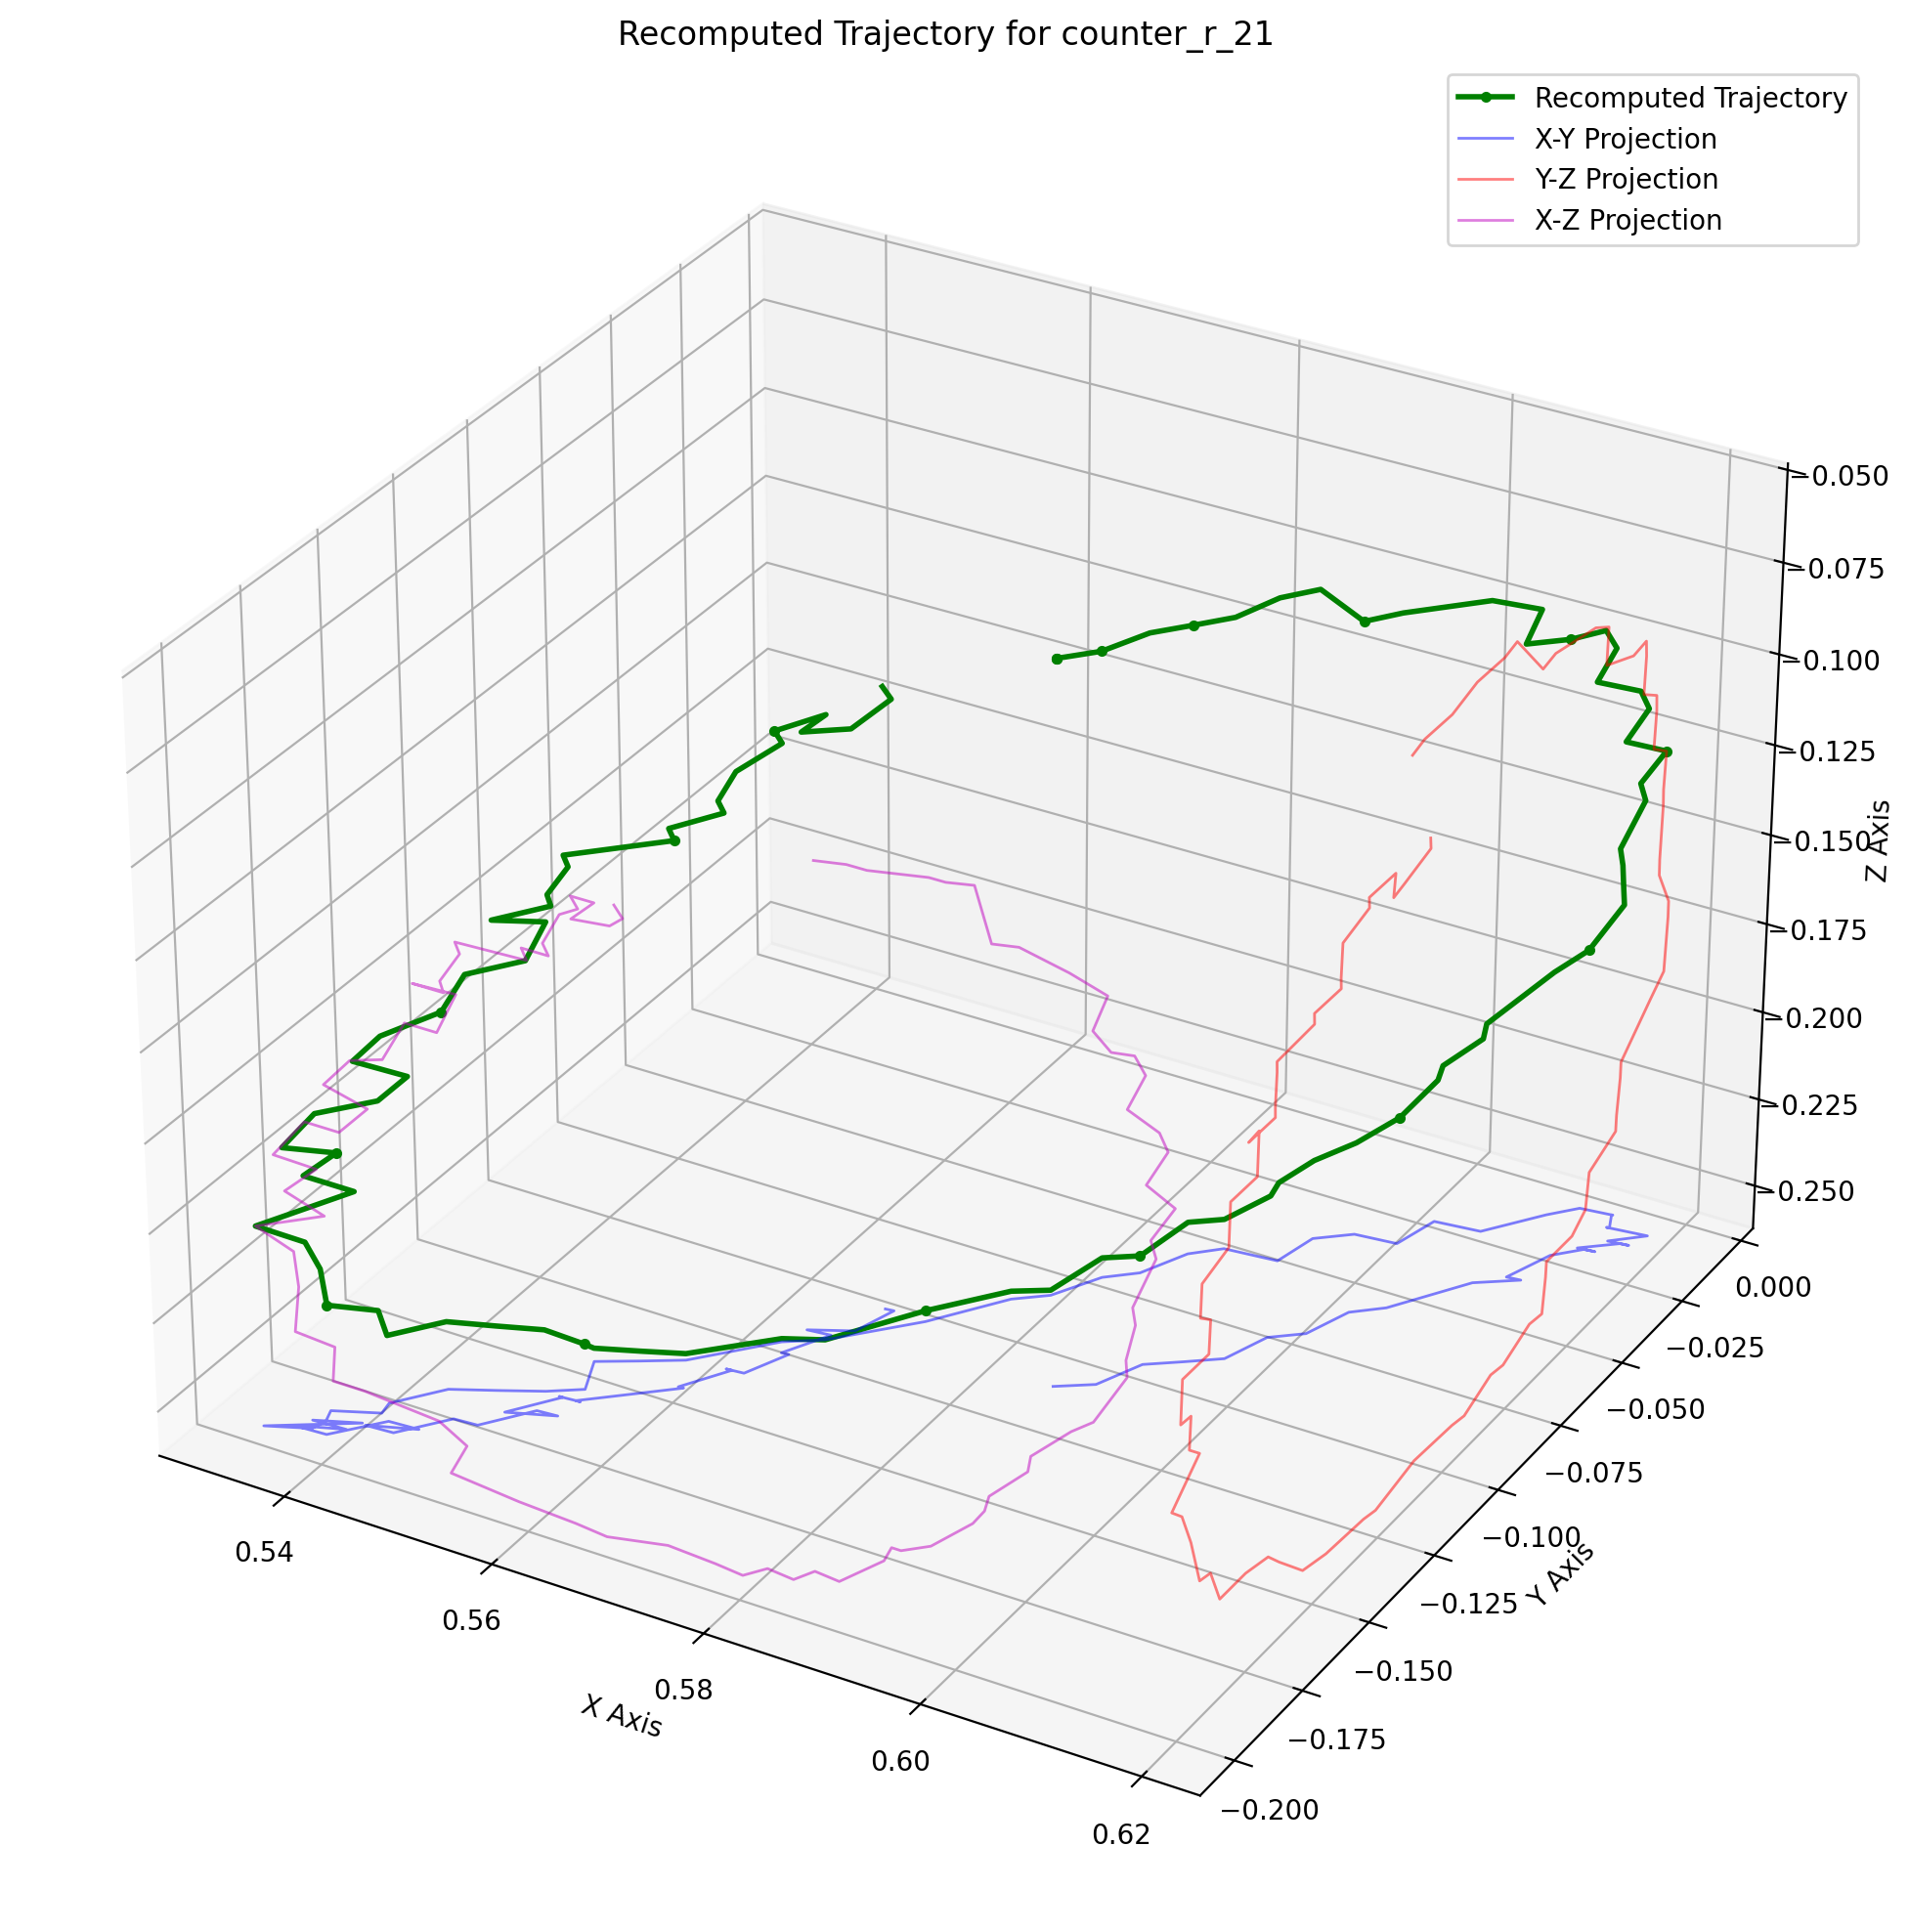 Recomputed Trajectory for counter_r_21
Recomputed Trajectory
X-Y Projection
Y-Z Projection
X-Z Projection
−0.050
−0.075
−0.100
−0.125
−0.150
−0.175
−0.200
−0.225
−0.250
Z Axis
0.000
−0.025
−0.050
−0.075
−0.100
−0.125
−0.150
−0.175
−0.200
Y Axis
0.54
0.56
0.58
0.60
0.62
X Axis